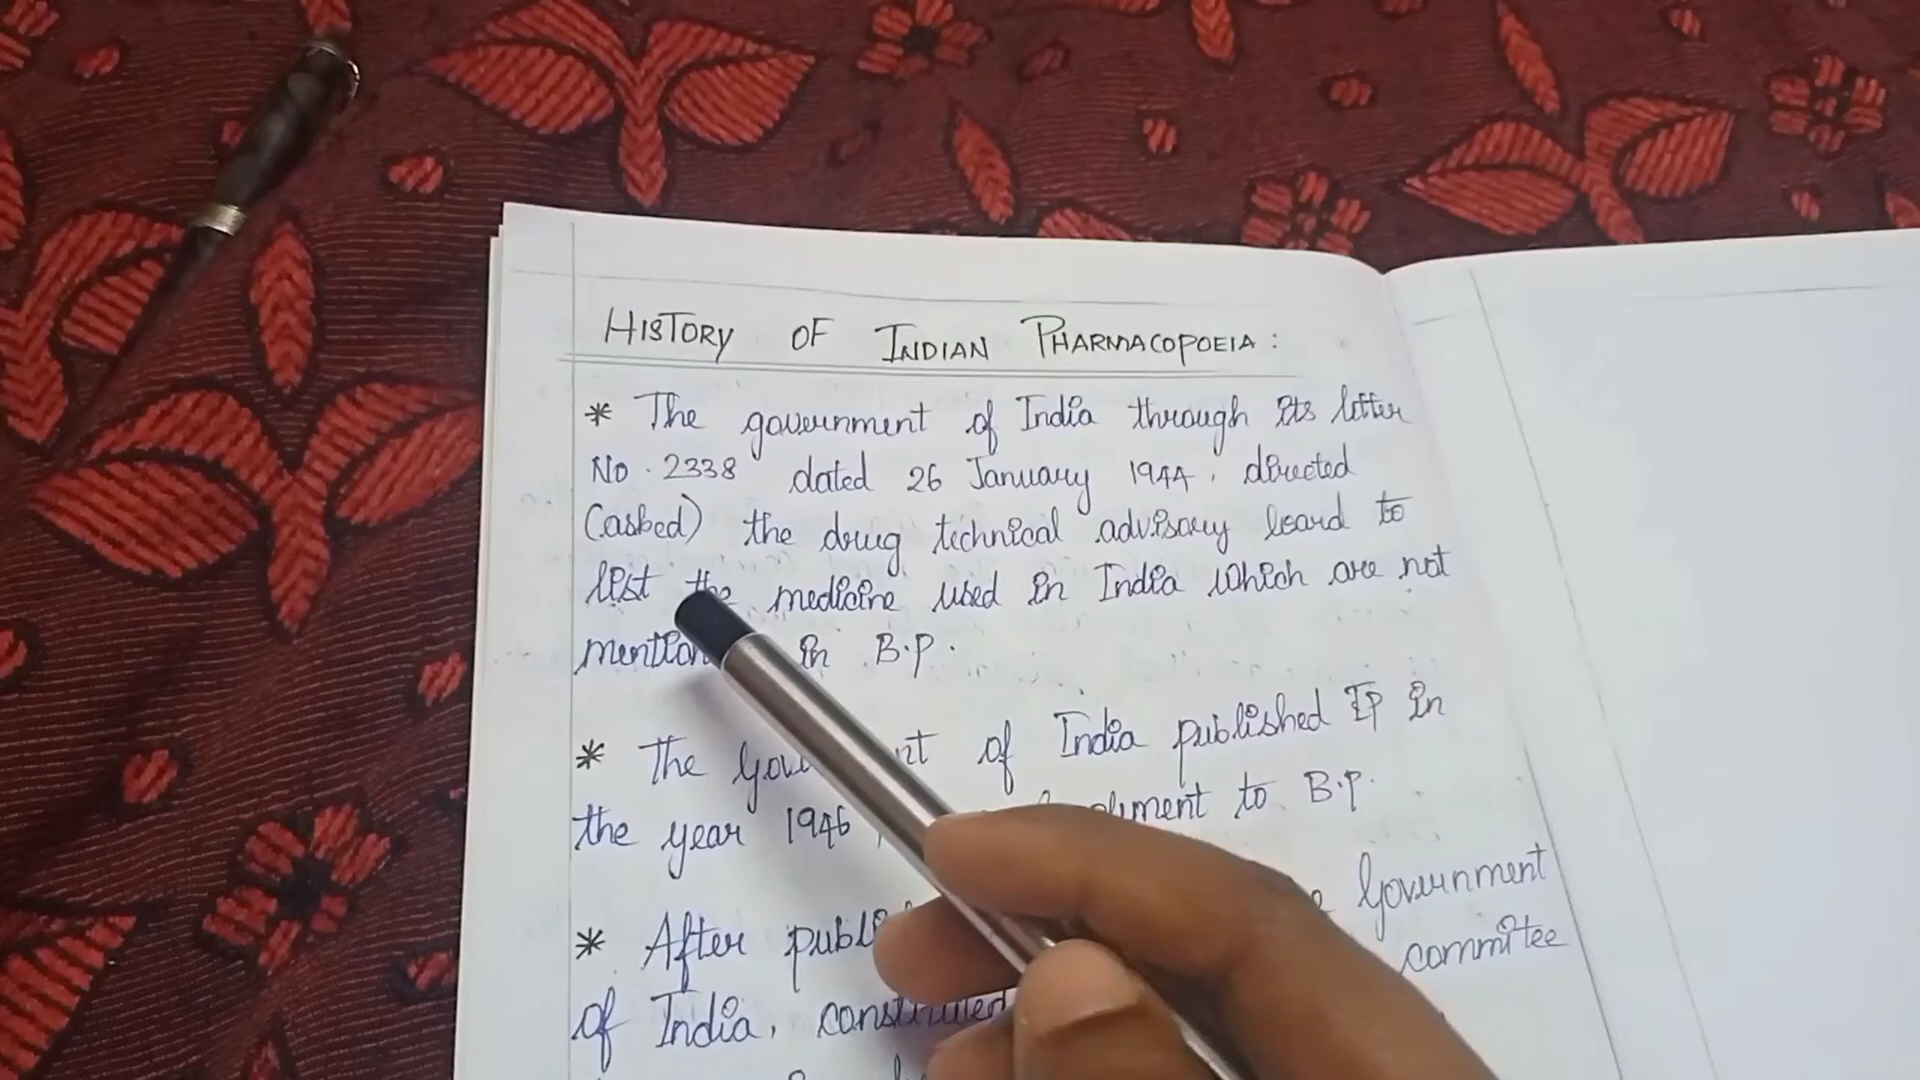 HISTORY OF INDIAN PHARMACOPOEIA :
* The government of India through its letter
No. 2338 dated 26 January 1944, directed
(asked) the drug technical advisory board to
list the medicine used in India which are not
mention in B.P.
* The of India published IP in
the year 1946 to B.P.
* After Government
of India, constituted commitee